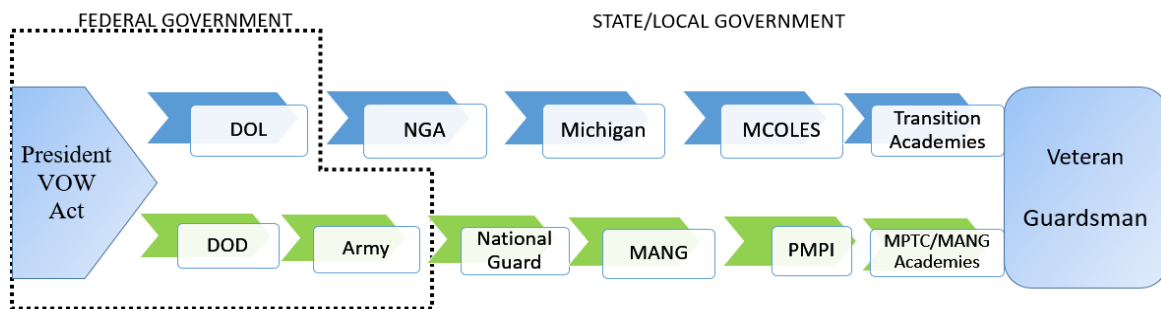 FEDERAL GOVERNMENT
STATE/LOCAL GOVERNMENT
President
VOW
Act
DOL
NGA
Michigan
MCOLES
Transition
Academies
DOD
Army
National
Guard
MANG
PMPI
MPTC/MANG
Academies
Veteran
Guardsman